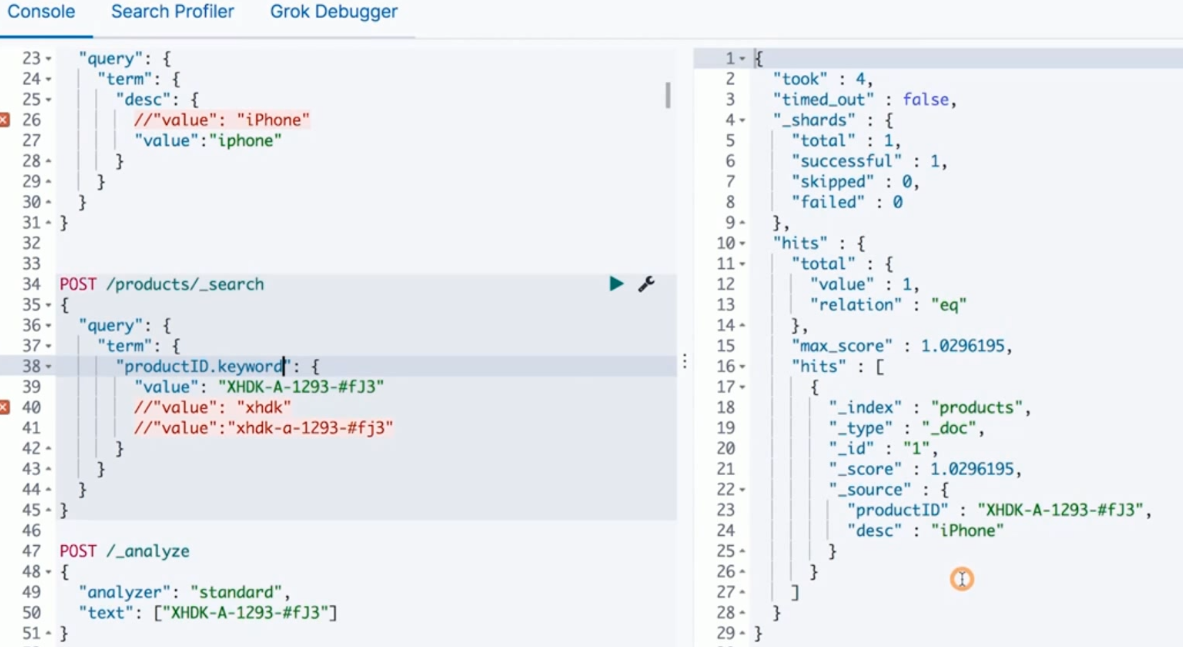 Console Search Profiler Grok Debugger
23 "query": {
24 "term": {
25 "desc": {
26 //"value": "iPhone"
27 "value":"iphone"
28 }
29 }
30 }
31 }
32
33
34 POST /products/_search
35 {
36 "query": {
37 "term": {
38 "productID.keyword": {
39 "value": "XHDK-A-1293-#fJ3"
40 //"value": "xhdk"
41 //"value":"xhdk-a-1293-#fj3"
42 }
43 }
44 }
45 }
46
47 POST /_analyze
48 {
49 "analyzer": "standard",
50 "text": ["XHDK-A-1293-#fJ3"]
51 }
1 {
2 "took" : 4,
3 "timed_out" : false,
4 "_shards" : {
5 "total" : 1,
6 "successful" : 1,
7 "skipped" : 0,
8 "failed" : 0
9 },
10 "hits" : {
11 "total" : {
12 "value" : 1,
13 "relation" : "eq"
14 },
15 "max_score" : 1.0296195,
16 "hits" : [
17 {
18 "_index" : "products",
19 "_type" : "_doc",
20 "_id" : "1",
21 "_score" : 1.0296195,
22 "_source" : {
23 "productID" : "XHDK-A-1293-#fJ3",
24 "desc" : "iPhone"
25 }
26 }
27 ]
28 }
29 }